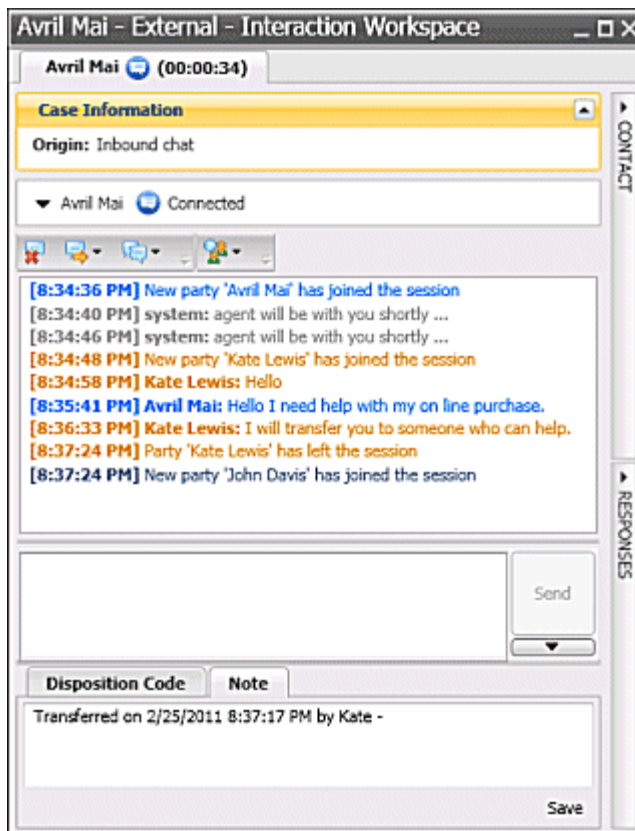 Avril Mai - External - Interaction Workspace
Avril Mai (00:00:34)
Case Information
Origin: Inbound chat
Avril Mai Connected
[8:34:36 PM] New party 'Avril Mai' has joined the session
[8:34:40 PM] system: agent will be with you shortly ...
[8:34:46 PM] system: agent will be with you shortly ...
[8:34:48 PM] New party 'Kate Lewis' has joined the session
[8:34:58 PM] Kate Lewis: Hello
[8:35:41 PM] Avril Mai: Hello I need help with my on line purchase.
[8:36:33 PM] Kate Lewis: I will transfer you to someone who can help.
[8:37:24 PM] Party 'Kate Lewis' has left the session
[8:37:24 PM] New party 'John Davis' has joined the session
Send
Disposition Code Note
Transferred on 2/25/2011 8:37:17 PM by Kate -
Save
CONTACT
RESPONSES